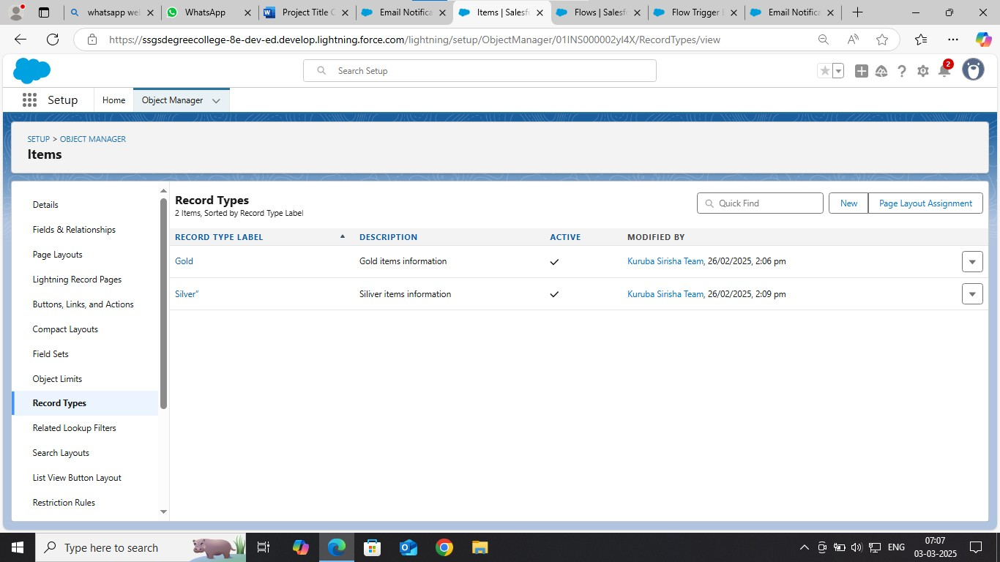 whatsapp we
WhatsApp
Project Title C
Email Notifica
Items | Salesf
Flows | Salesf
Flow Trigger
Email Notifica
https://ssgsdegreecollege-8e-dev-ed.develop.lightning.force.com/lightning/setup/ObjectManager/01INS000002yI4X/RecordTypes/view
Search Setup
2
Setup
Home
Object Manager
SETUP > OBJECT MANAGER
Items
Details
Fields & Relationships
Page Layouts
Lightning Record Pages
Buttons, Links, and Actions
Compact Layouts
Field Sets
Object Limits
Record Types
Related Lookup Filters
Search Layouts
List View Button Layout
Restriction Rules
Record Types
2 Items, Sorted by Record Type Label
Quick Find
New
Page Layout Assignment
RECORD TYPE LABEL DESCRIPTION ACTIVE MODIFIED BY
Gold Gold items information Kuruba Sirisha Team, 26/02/2025, 2:06 pm
Silver” Siliver items information Kuruba Sirisha Team, 26/02/2025, 2:09 pm
Type here to search
ENG
07:07
03-03-2025